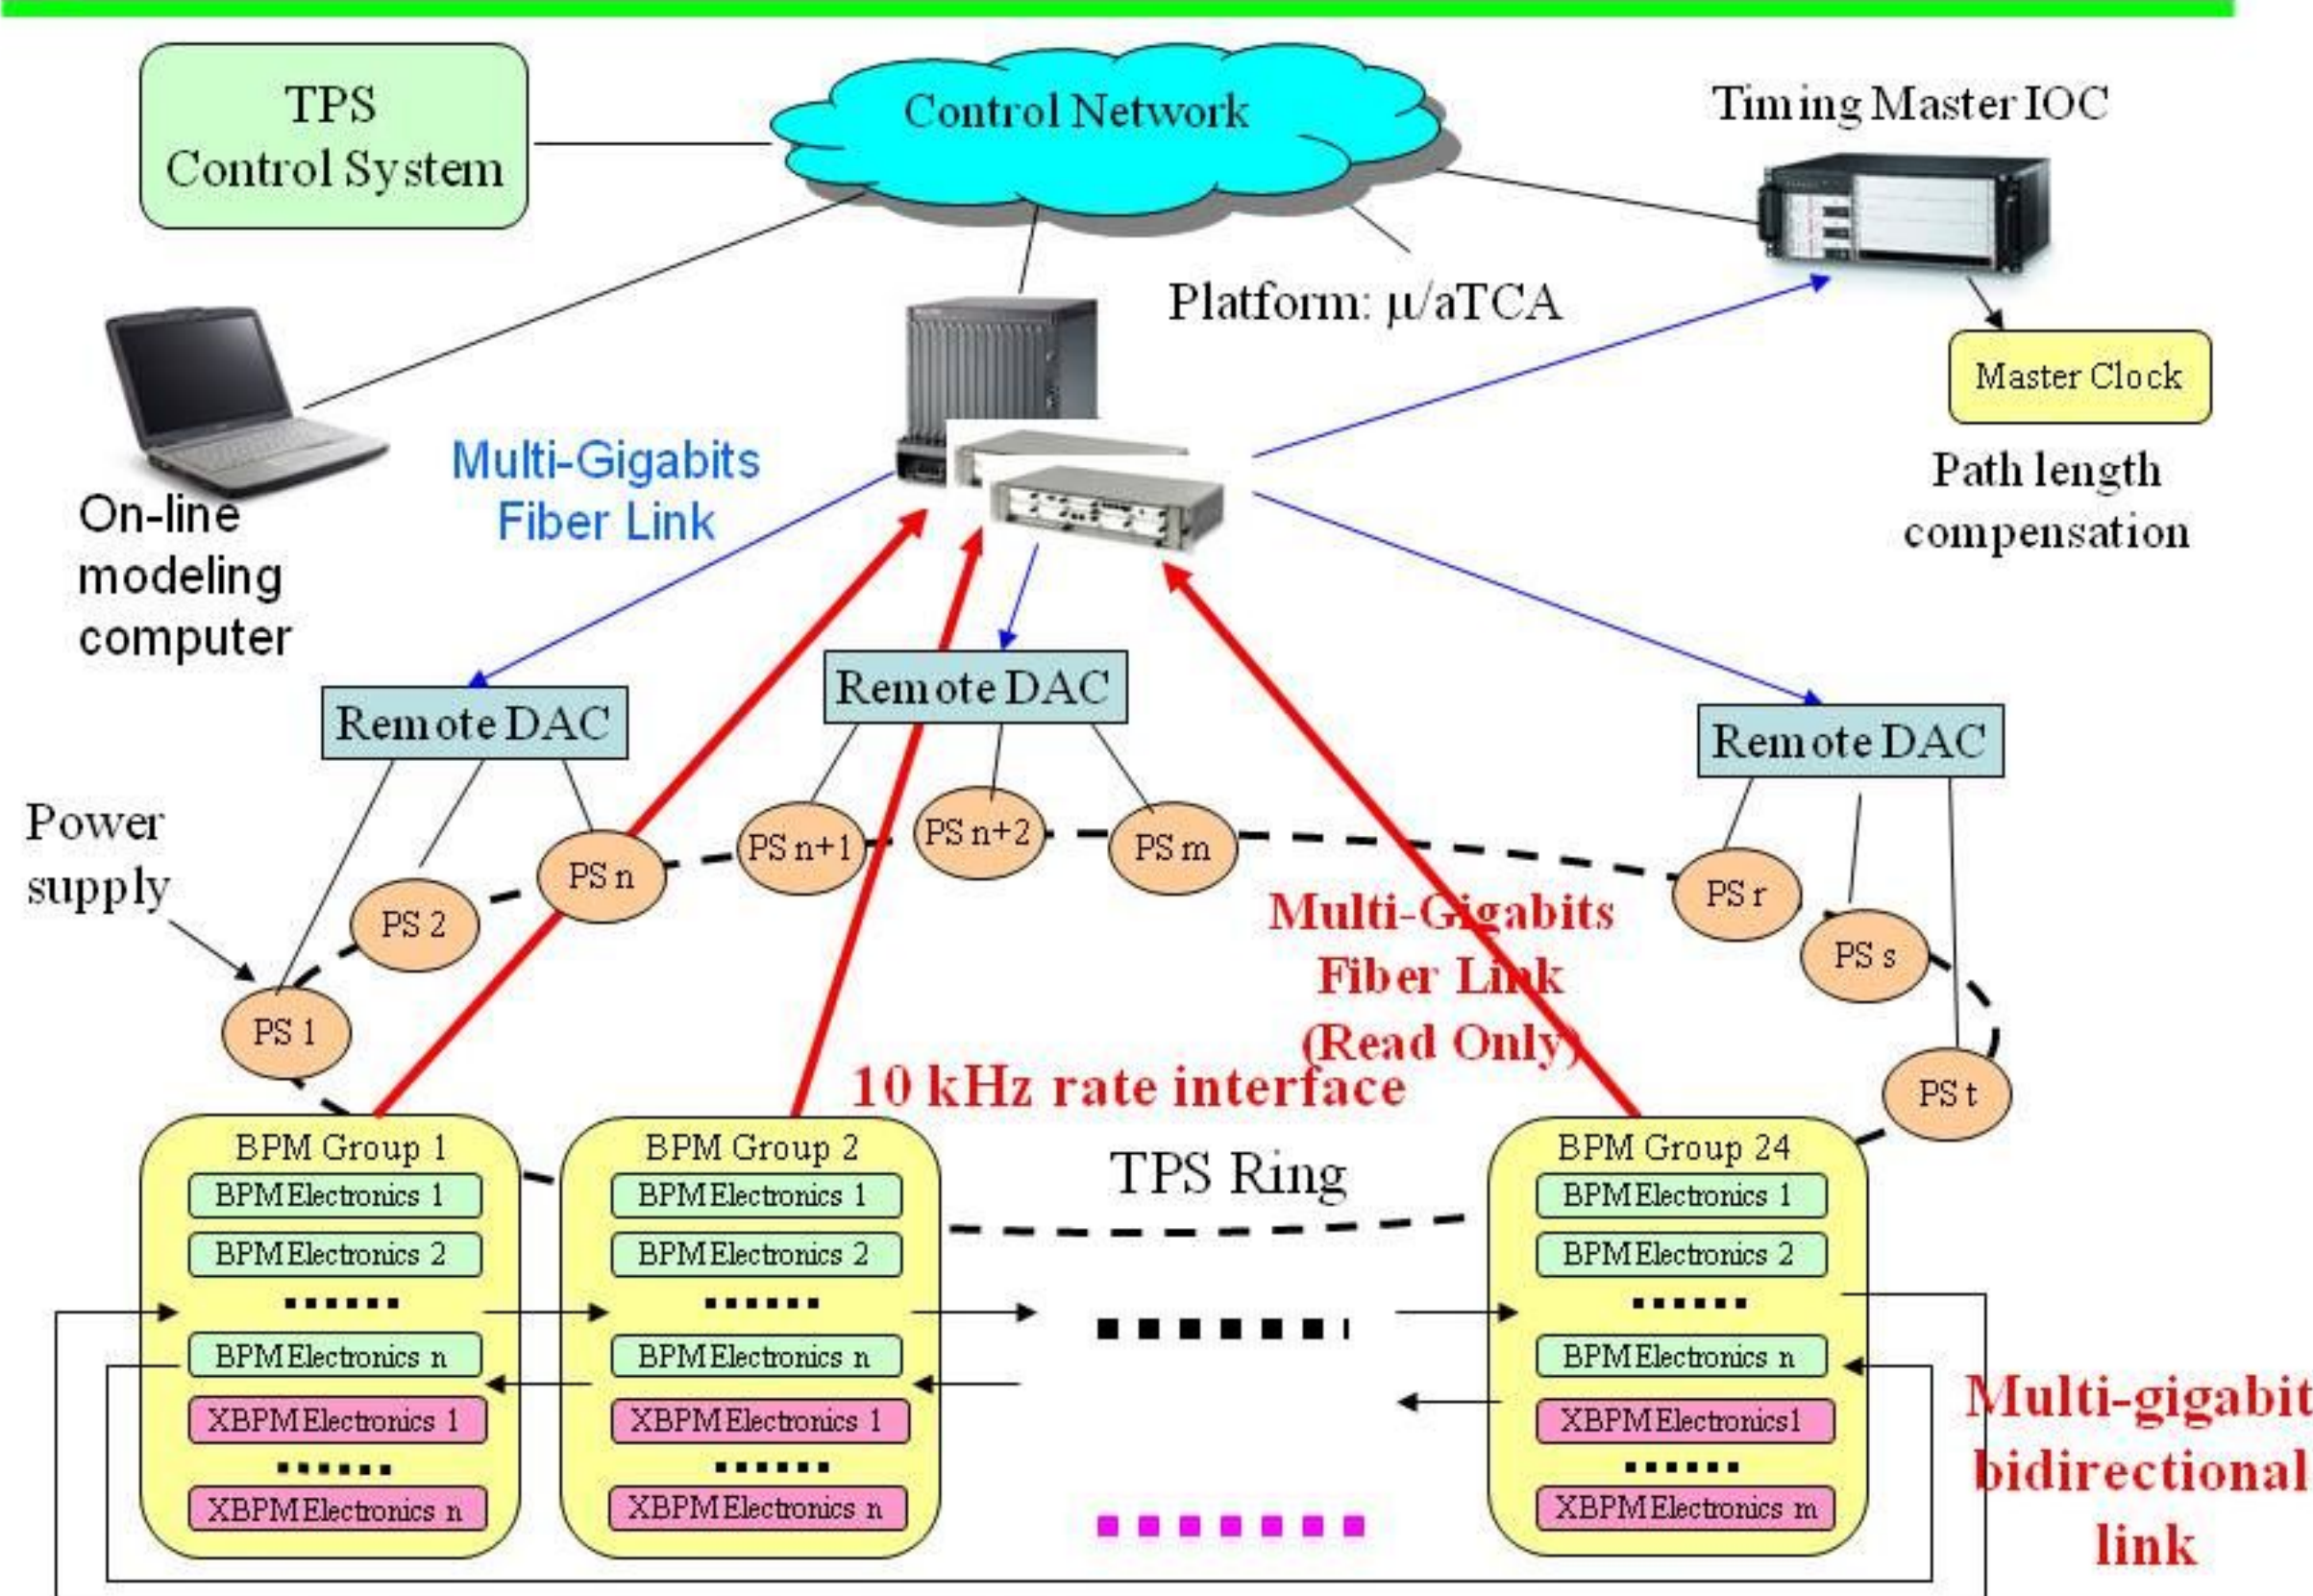 TPS
Control System
Control Network
Timing Master IOC
Platform: μ/aTCA
Master Clock
Path length
compensation
Multi-Gigabits
Fiber Link
On-line
modeling
computer
Remote DAC
Remote DAC
Remote DAC
Power
supply
PS 1
PS 2
PS n
PS n+1
PS n+2
PS m
PS r
PS s
PS t
Multi-Gigabits
Fiber Link
(Read Only)
10 kHz rate interface
TPS Ring
BPM Group 1
BPM Electronics 1
BPM Electronics 2
BPM Electronics n
XBPM Electronics 1
XBPM Electronics n
BPM Group 2
BPM Electronics 1
BPM Electronics 2
BPM Electronics n
XBPM Electronics 1
XBPM Electronics n
BPM Group 24
BPM Electronics 1
BPM Electronics 2
BPM Electronics n
XBPM Electronics1
XBPM Electronics m
Multi-gigabit
bidirectional
link